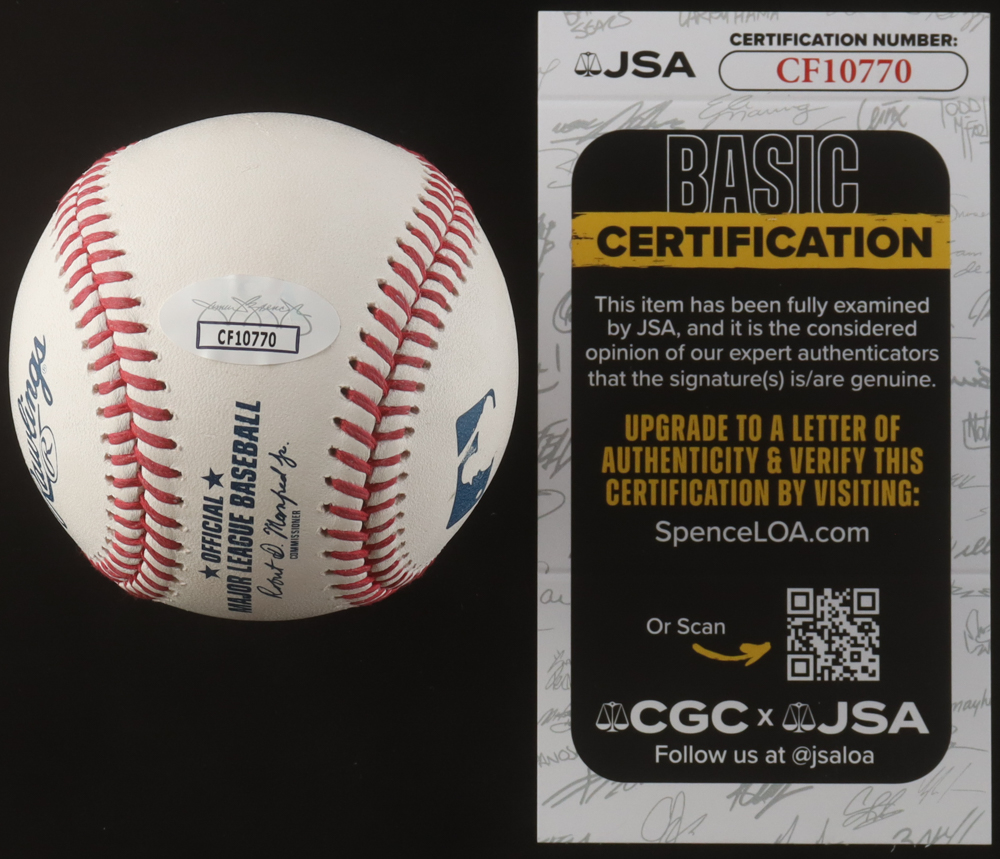 Rawlings
CF10770
★ OFFICIAL ★
MAJOR LEAGUE BASEBALL
Robert D. Manfred Jr.
COMMISSIONER
JSA
CERTIFICATION NUMBER:
CF10770
BASIC
CERTIFICATION
This item has been fully examined
by JSA, and it is the considered
opinion of our expert authenticators
that the signature(s) is/are genuine.
UPGRADE TO A LETTER OF
AUTHENTICITY & VERIFY THIS
CERTIFICATION BY VISITING:
SpenceLOA.com
Or Scan
CGC x JSA
Follow us at @jsaloa